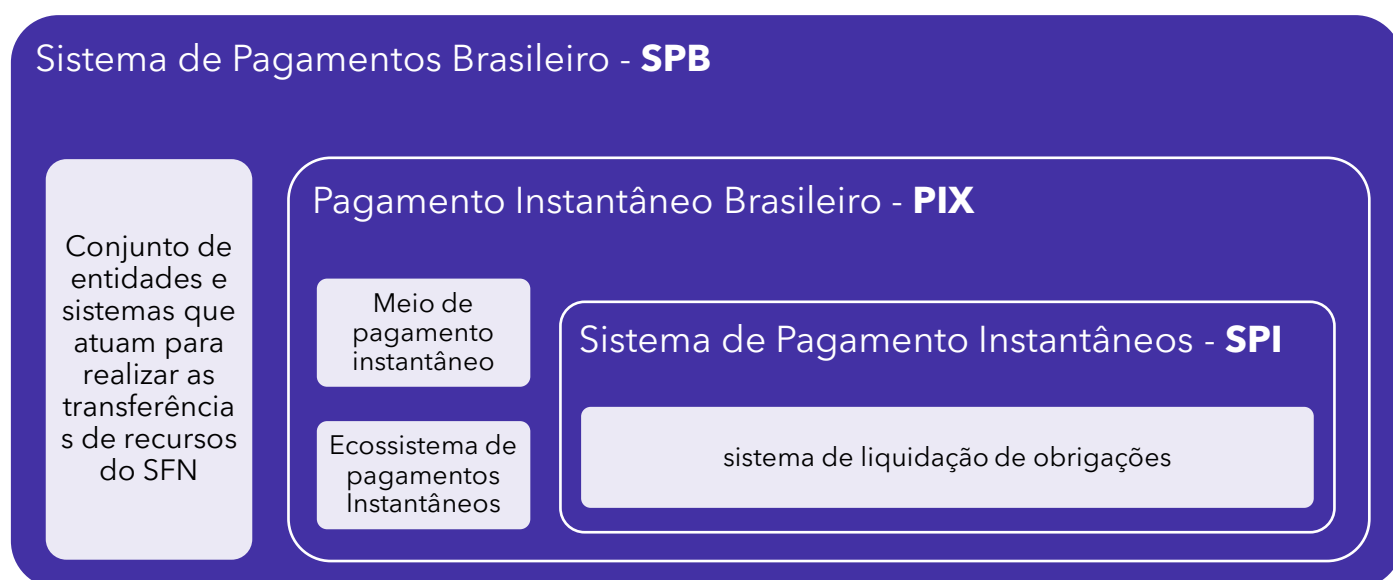 Sistema de Pagamentos Brasileiro - SPB
Conjunto de
entidades e
sistemas que
atuam para
realizar as
transferência
s de recursos
do SFN
Pagamento Instantâneo Brasileiro - PIX
Meio de
pagamento
instantâneo
Ecossistema de
pagamentos
Instantâneos
Sistema de Pagamento Instantâneos - SPI
sistema de liquidação de obrigações